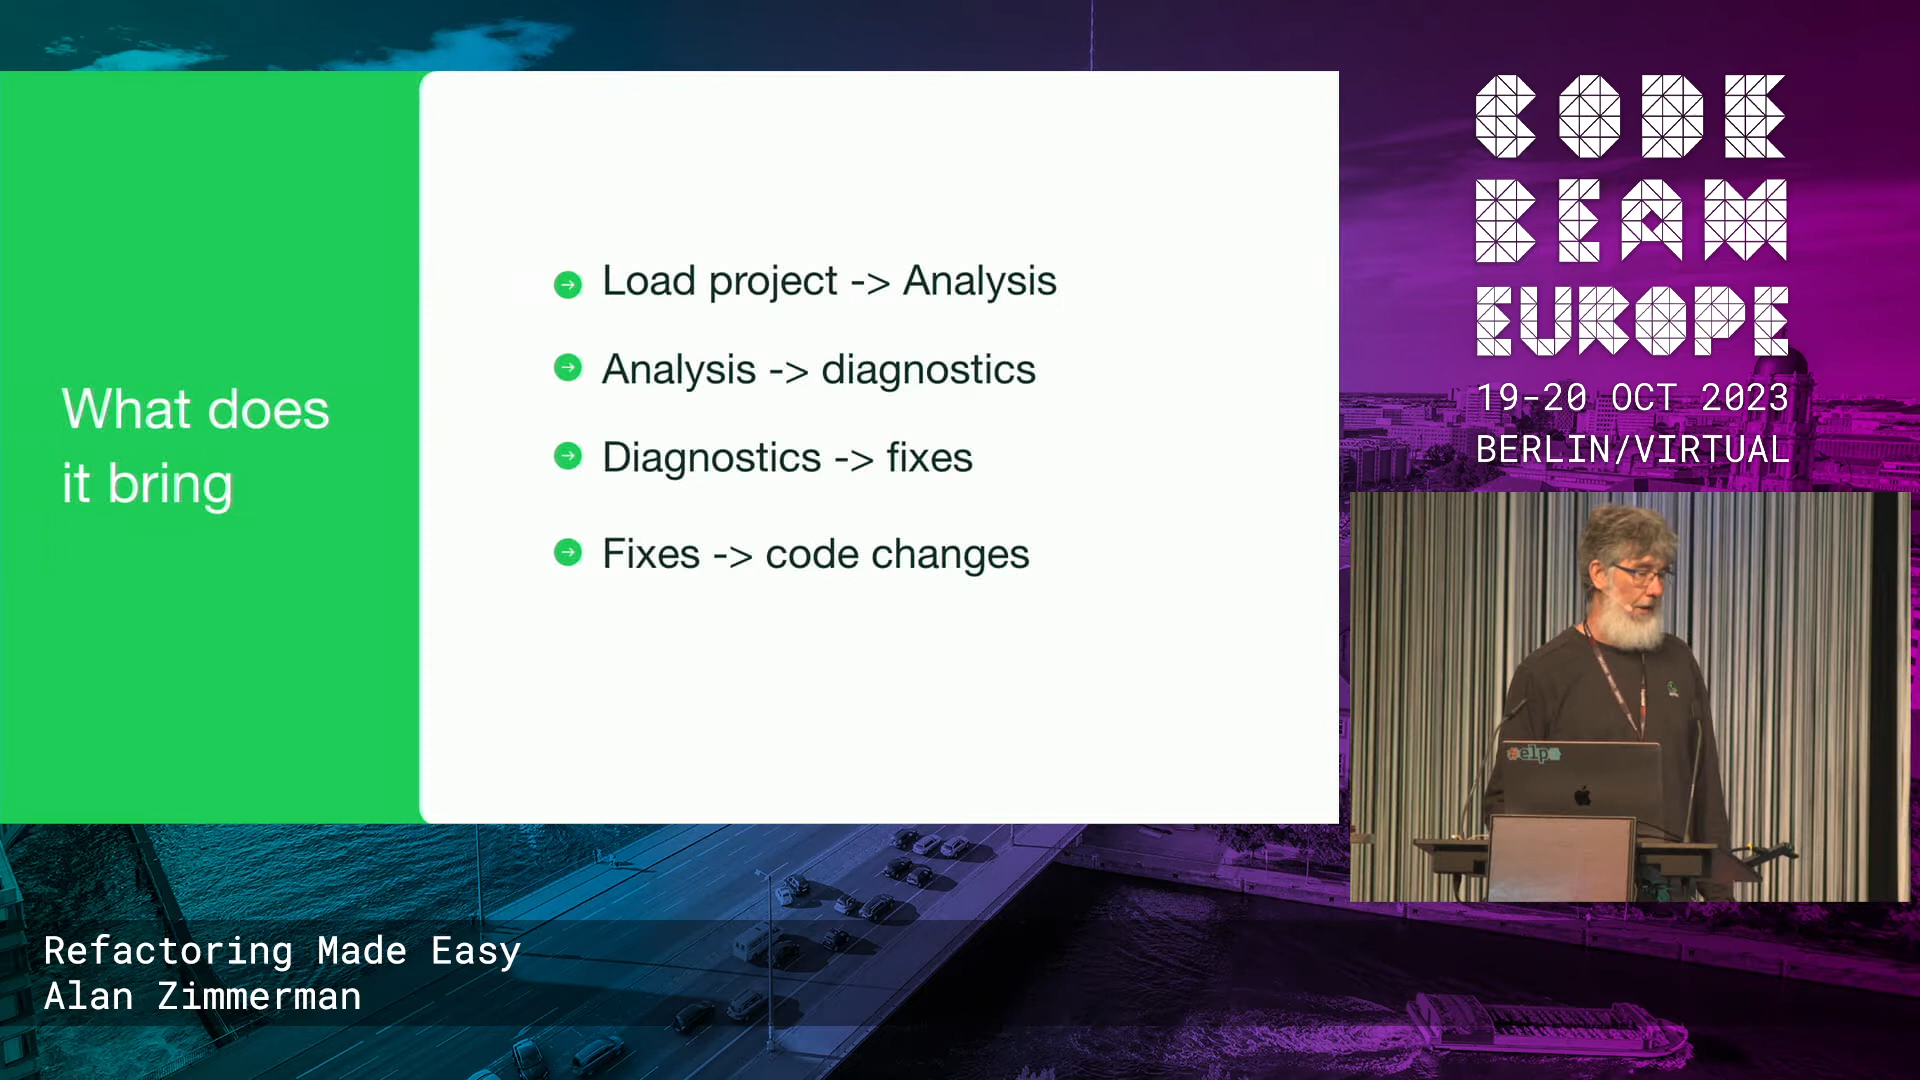 What does
it bring
Load project -> Analysis
Analysis -> diagnostics
Diagnostics -> fixes
Fixes -> code changes
CODE
BEAM
EUROPE
19-20 OCT 2023
BERLIN/VIRTUAL
#elp
Refactoring Made Easy
Alan Zimmerman